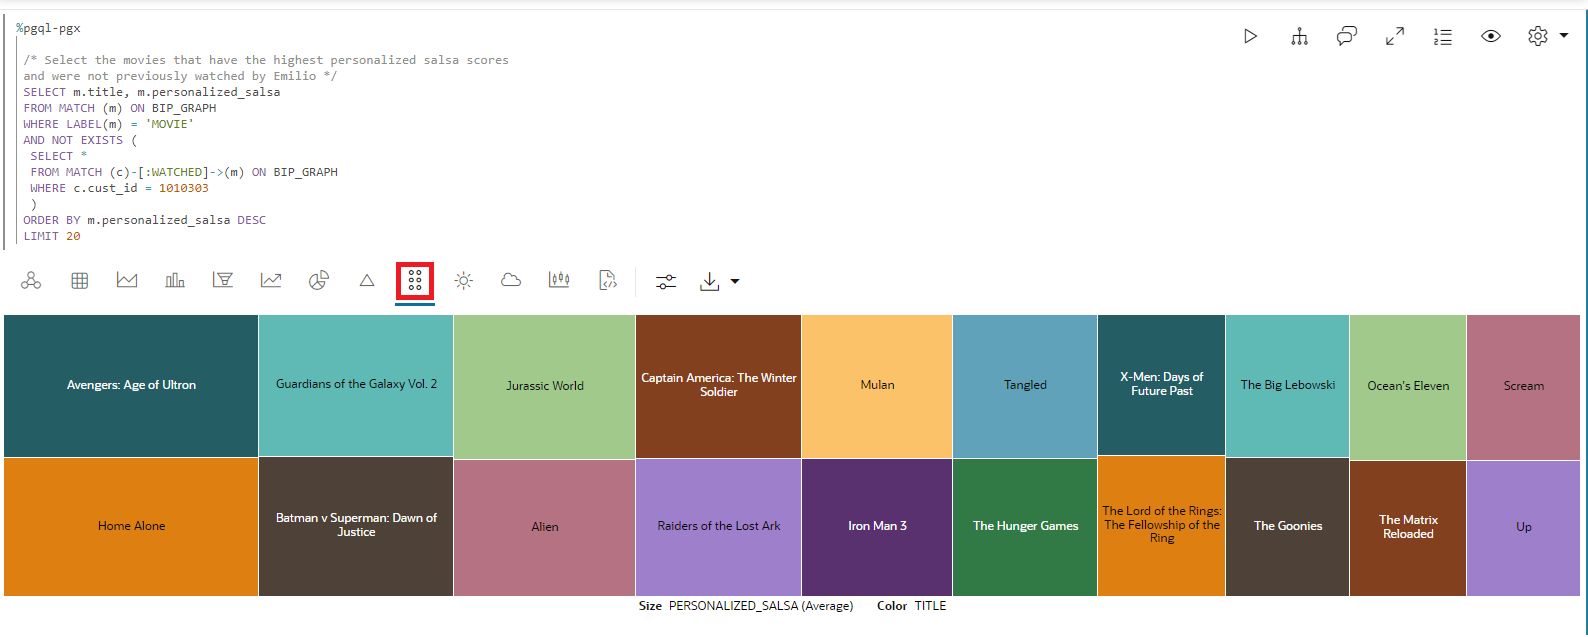 %pgql-pgx
/* Select the movies that have the highest personalized salsa scores
and were not previously watched by Emilio */
SELECT m.title, m.personalized_salsa
FROM MATCH (m) ON BIP_GRAPH
WHERE LABEL(m) = 'MOVIE'
AND NOT EXISTS (
SELECT *
FROM MATCH (c)-[:WATCHED]->(m) ON BIP_GRAPH
WHERE c.cust_id = 1010303
)
ORDER BY m.personalized_salsa DESC
LIMIT 20
Avengers: Age of Ultron
Guardians of the Galaxy Vol. 2
Jurassic World
Captain America: The Winter
Soldier
Mulan
Tangled
X-Men: Days of
Future Past
The Big Lebowski
Ocean's Eleven
Scream
Home Alone
Batman v Superman: Dawn of
Justice
Alien
Raiders of the Lost Ark
Iron Man 3
The Hunger Games
The Lord of the Rings:
The Fellowship of the
Ring
The Goonies
The Matrix
Reloaded
Up
Size PERSONALIZED_SALSA (Average) Color TITLE